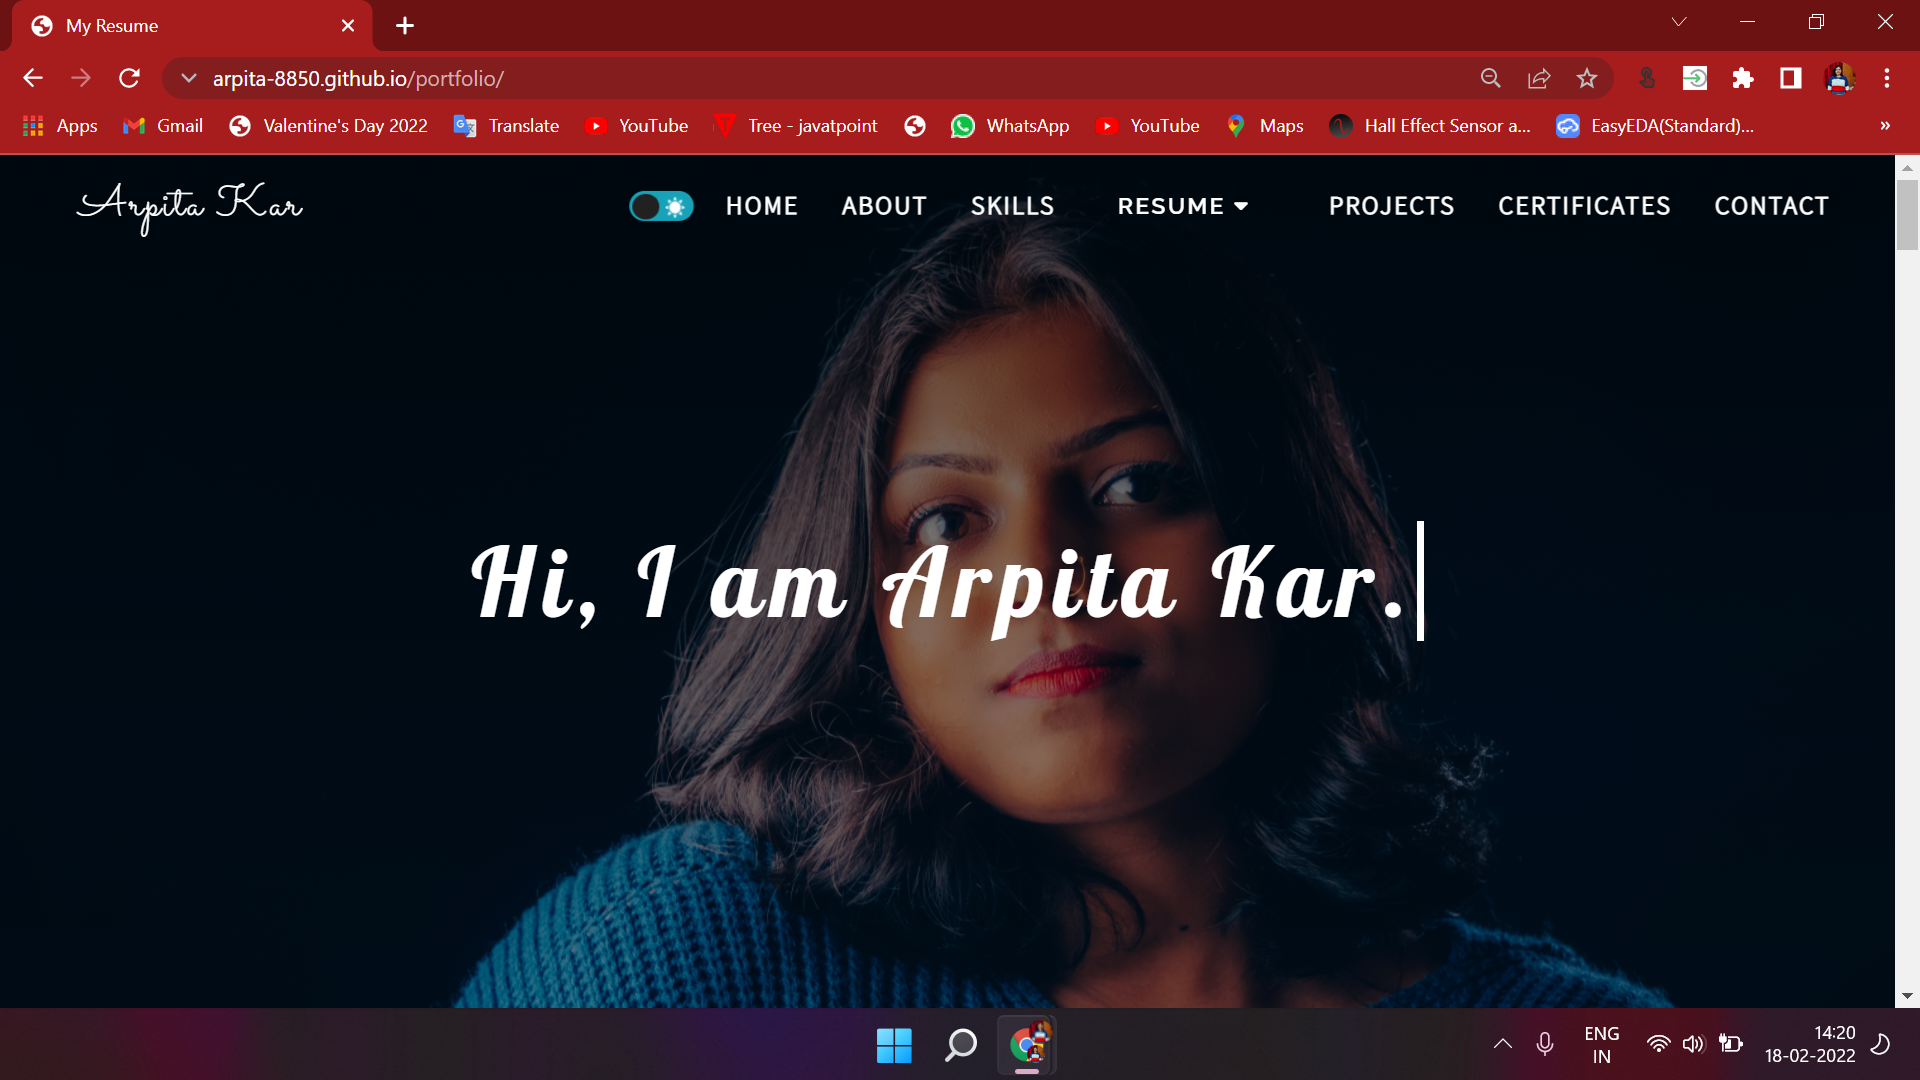 My Resume
arpita-8850.github.io/portfolio/
Apps Gmail Valentine's Day 2022 Translate YouTube Tree - javatpoint WhatsApp YouTube Maps Hall Effect Sensor a... EasyEDA(Standard)... »
Arpita Kar HOME ABOUT SKILLS RESUME PROJECTS CERTIFICATES CONTACT
Hi, I am Arpita Kar.
ENG 14:20
IN 18-02-2022